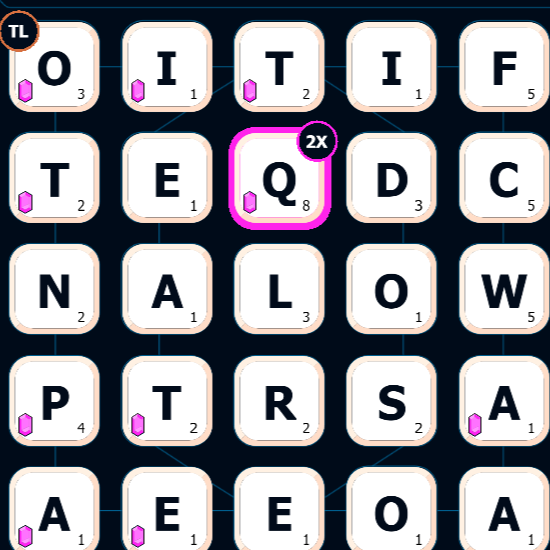 TL
O 3 I 1 T 2 I 1 F 5
2X
T 2 E 1 Q 8 D 3 C 5
N 2 A 1 L 3 O 1 W 5
P 4 T 2 R 2 S 2 A 1
A 1 E 1 E 1 O 1 A 1